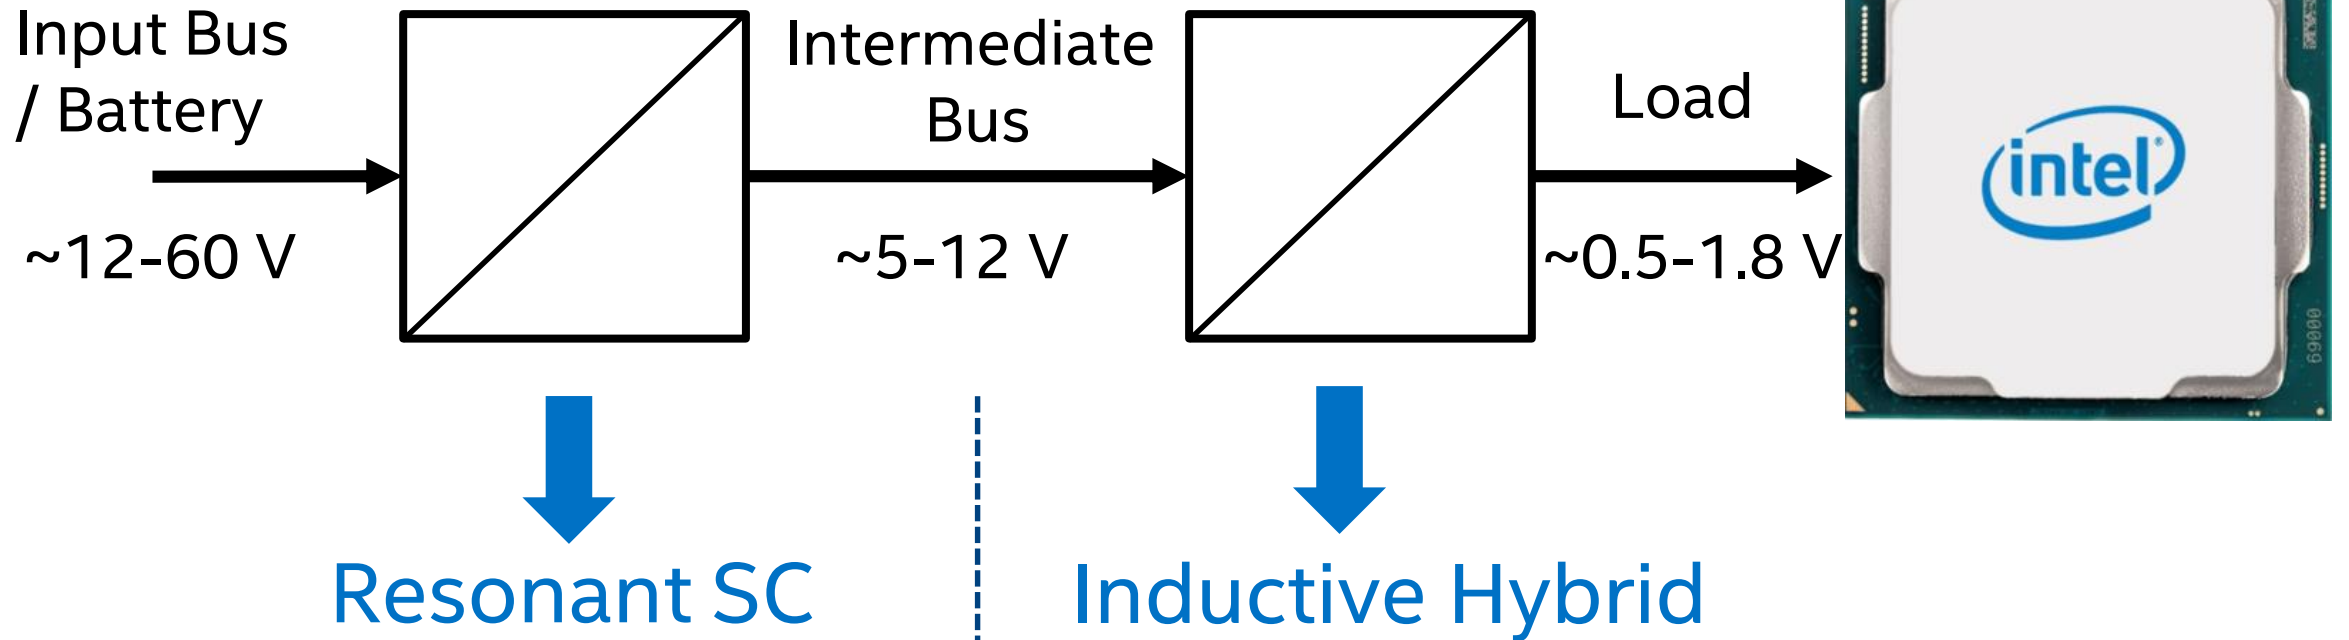 Input Bus
/ Battery
~12-60 V
Intermediate
Bus
~5-12 V
Load
~0.5-1.8 V
intel
69000
Resonant SC
Inductive Hybrid